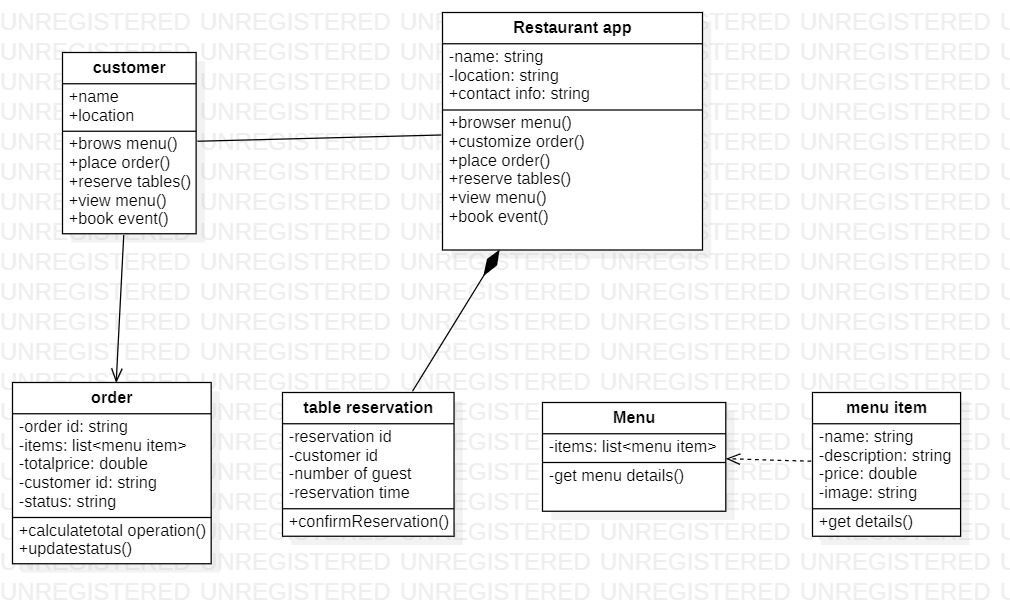 Restaurant app
-name: string
-location: string
+contact info: string
+browser menu()
+customize order()
+place order()
+reserve tables()
+view menu()
+book event()
customer
+name
+location
+brows menu()
+place order()
+reserve tables()
+view menu()
+book event()
order
-order id: string
-items: list<menu item>
-totalprice: double
-customer id: string
-status: string
+calculatetotal operation()
+updatestatus()
table reservation
-reservation id
-customer id
-number of guest
-reservation time
+confirmReservation()
Menu
-items: list<menu item>
-get menu details()
menu item
-name: string
-description: string
-price: double
-image: string
+get details()
UNREGISTERED